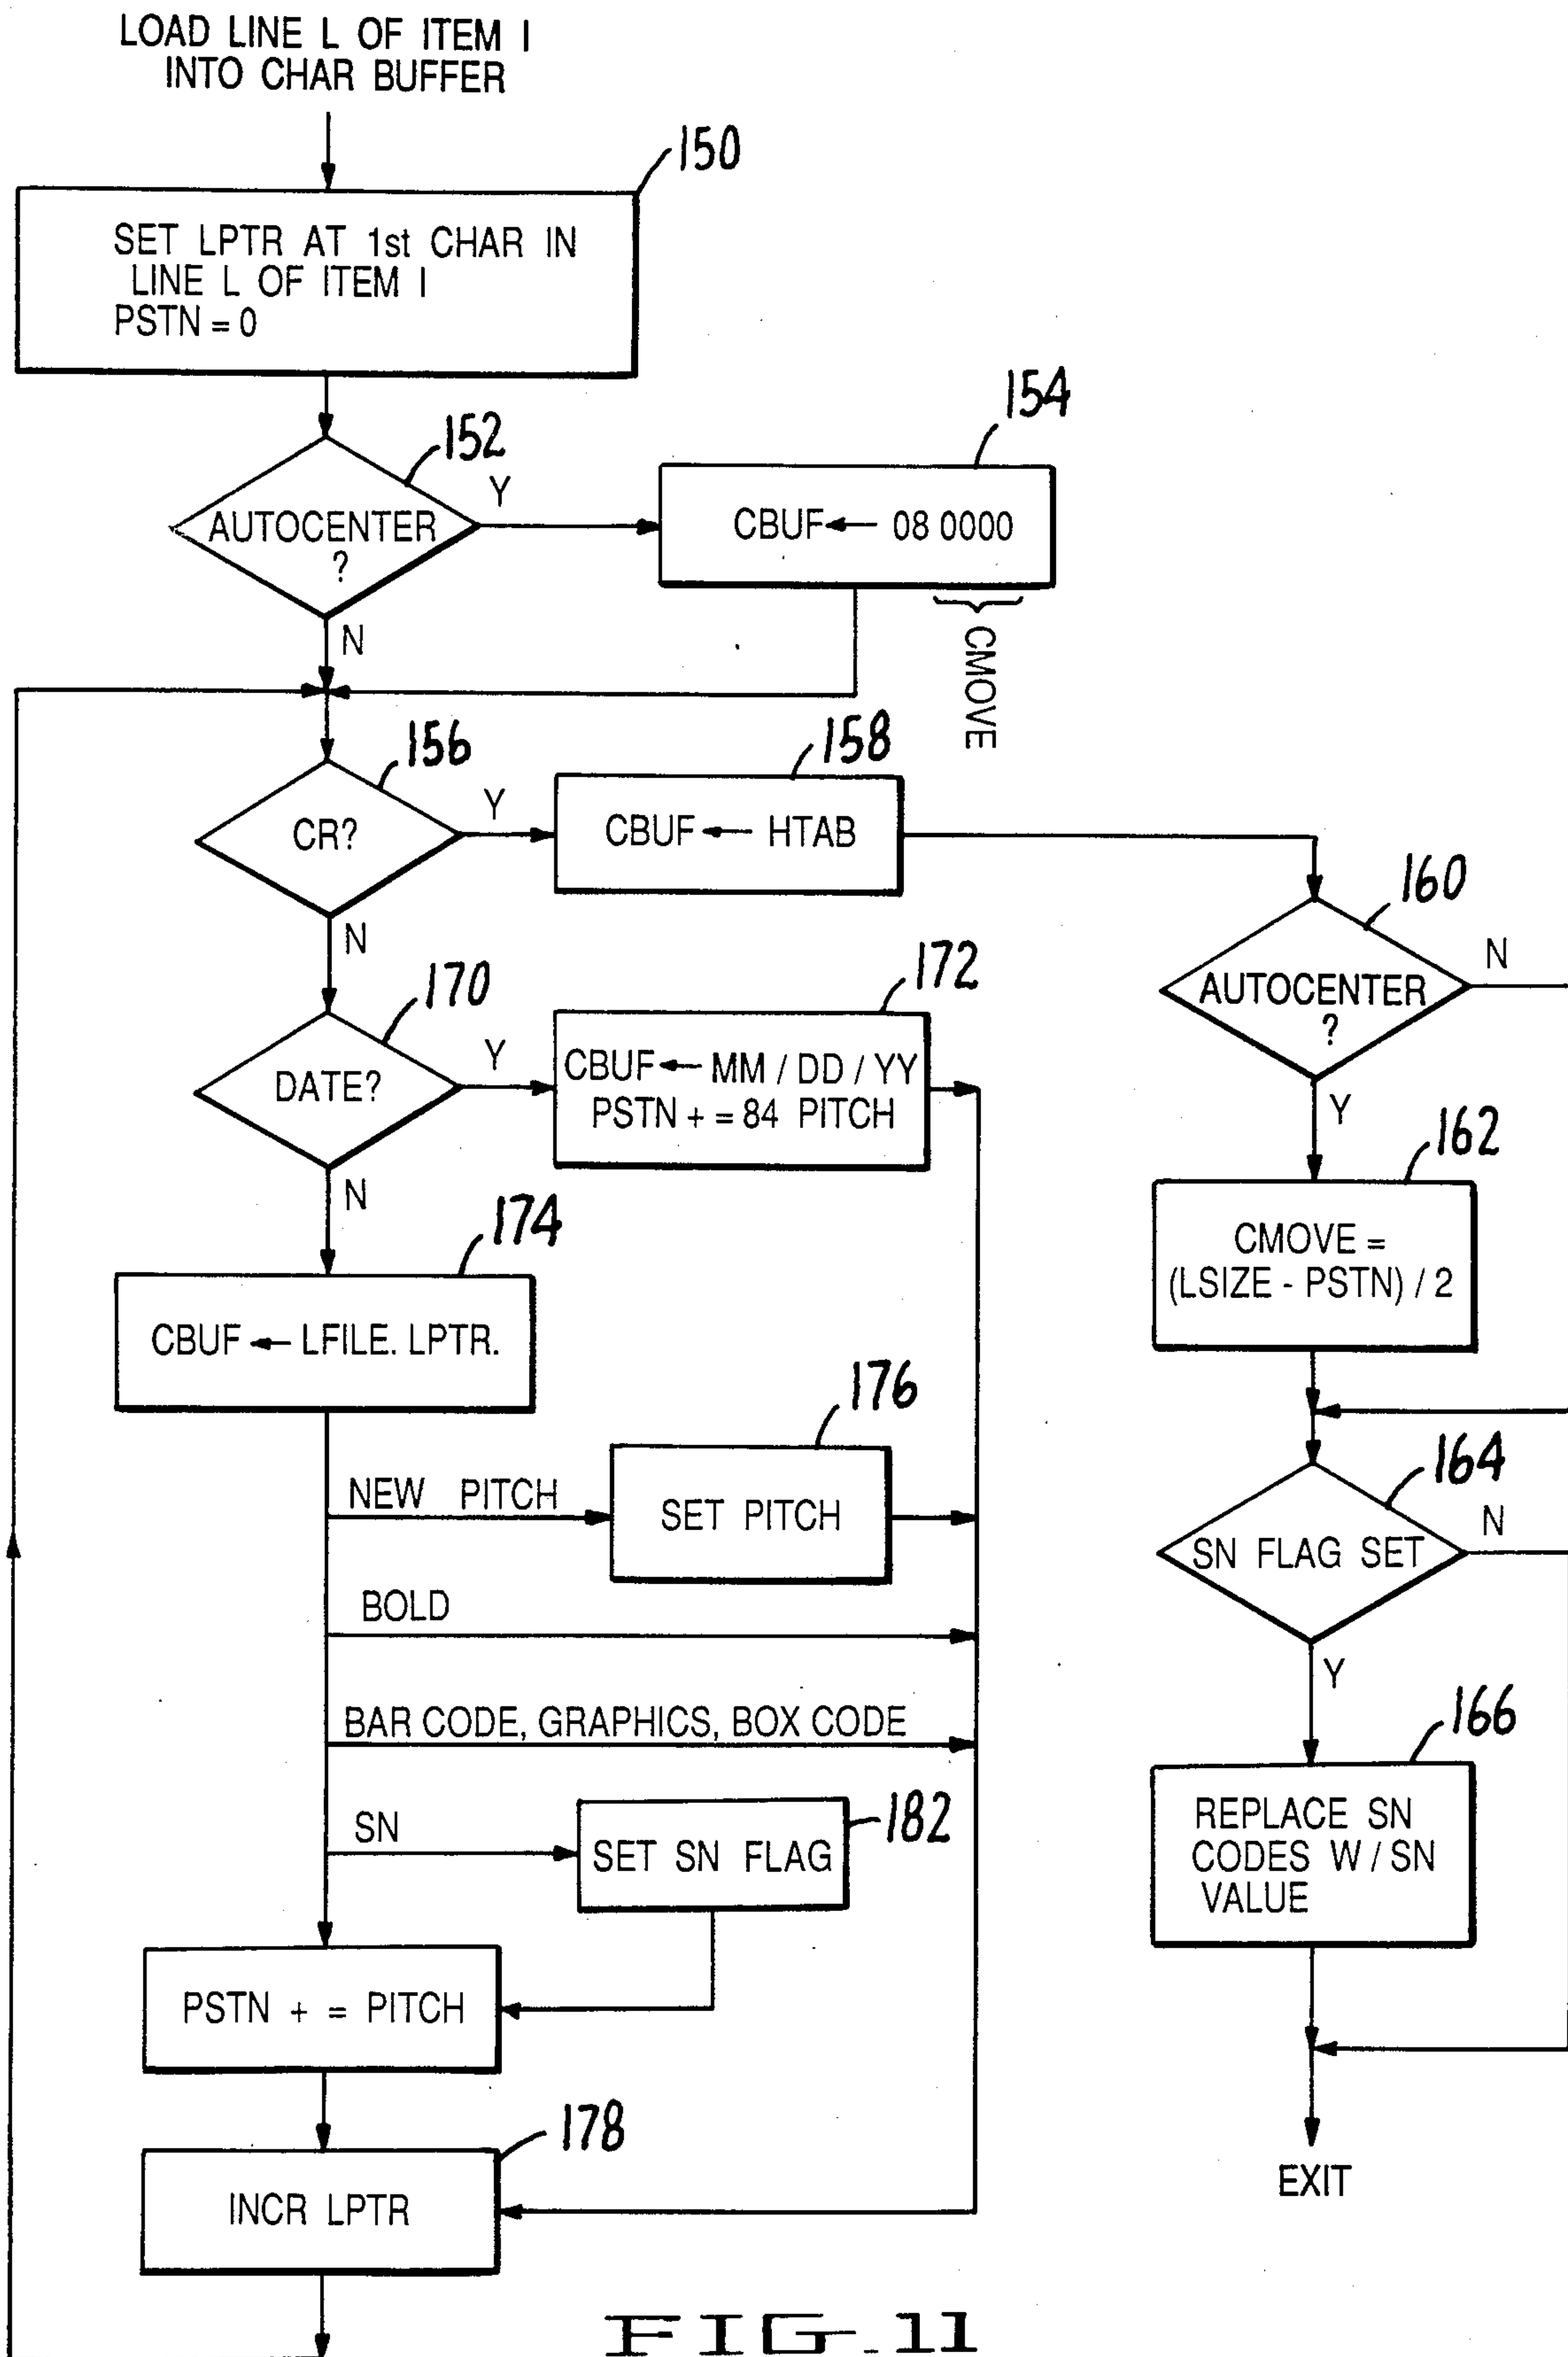 LOAD LINE L OF ITEM I
INTO CHAR BUFFER
150
SET LPTR AT 1st CHAR IN
LINE L OF ITEM I
PSTN = 0
152
AUTOCENTER
?
Y
N
154
CBUF ← 08 0000
CMOVE
156
CR?
Y
N
158
CBUF ← HTAB
160
AUTOCENTER
?
N
Y
170
DATE?
Y
N
172
CBUF ← MM / DD / YY
PSTN + = 84 PITCH
162
CMOVE =
(LSIZE - PSTN) / 2
174
CBUF ← LFILE. LPTR.
176
NEW PITCH
SET PITCH
164
SN FLAG SET
N
Y
BOLD
BAR CODE, GRAPHICS, BOX CODE
166
REPLACE SN
CODES W / SN
VALUE
SN
182
SET SN FLAG
PSTN + = PITCH
178
INCR LPTR
EXIT
FIG. 11